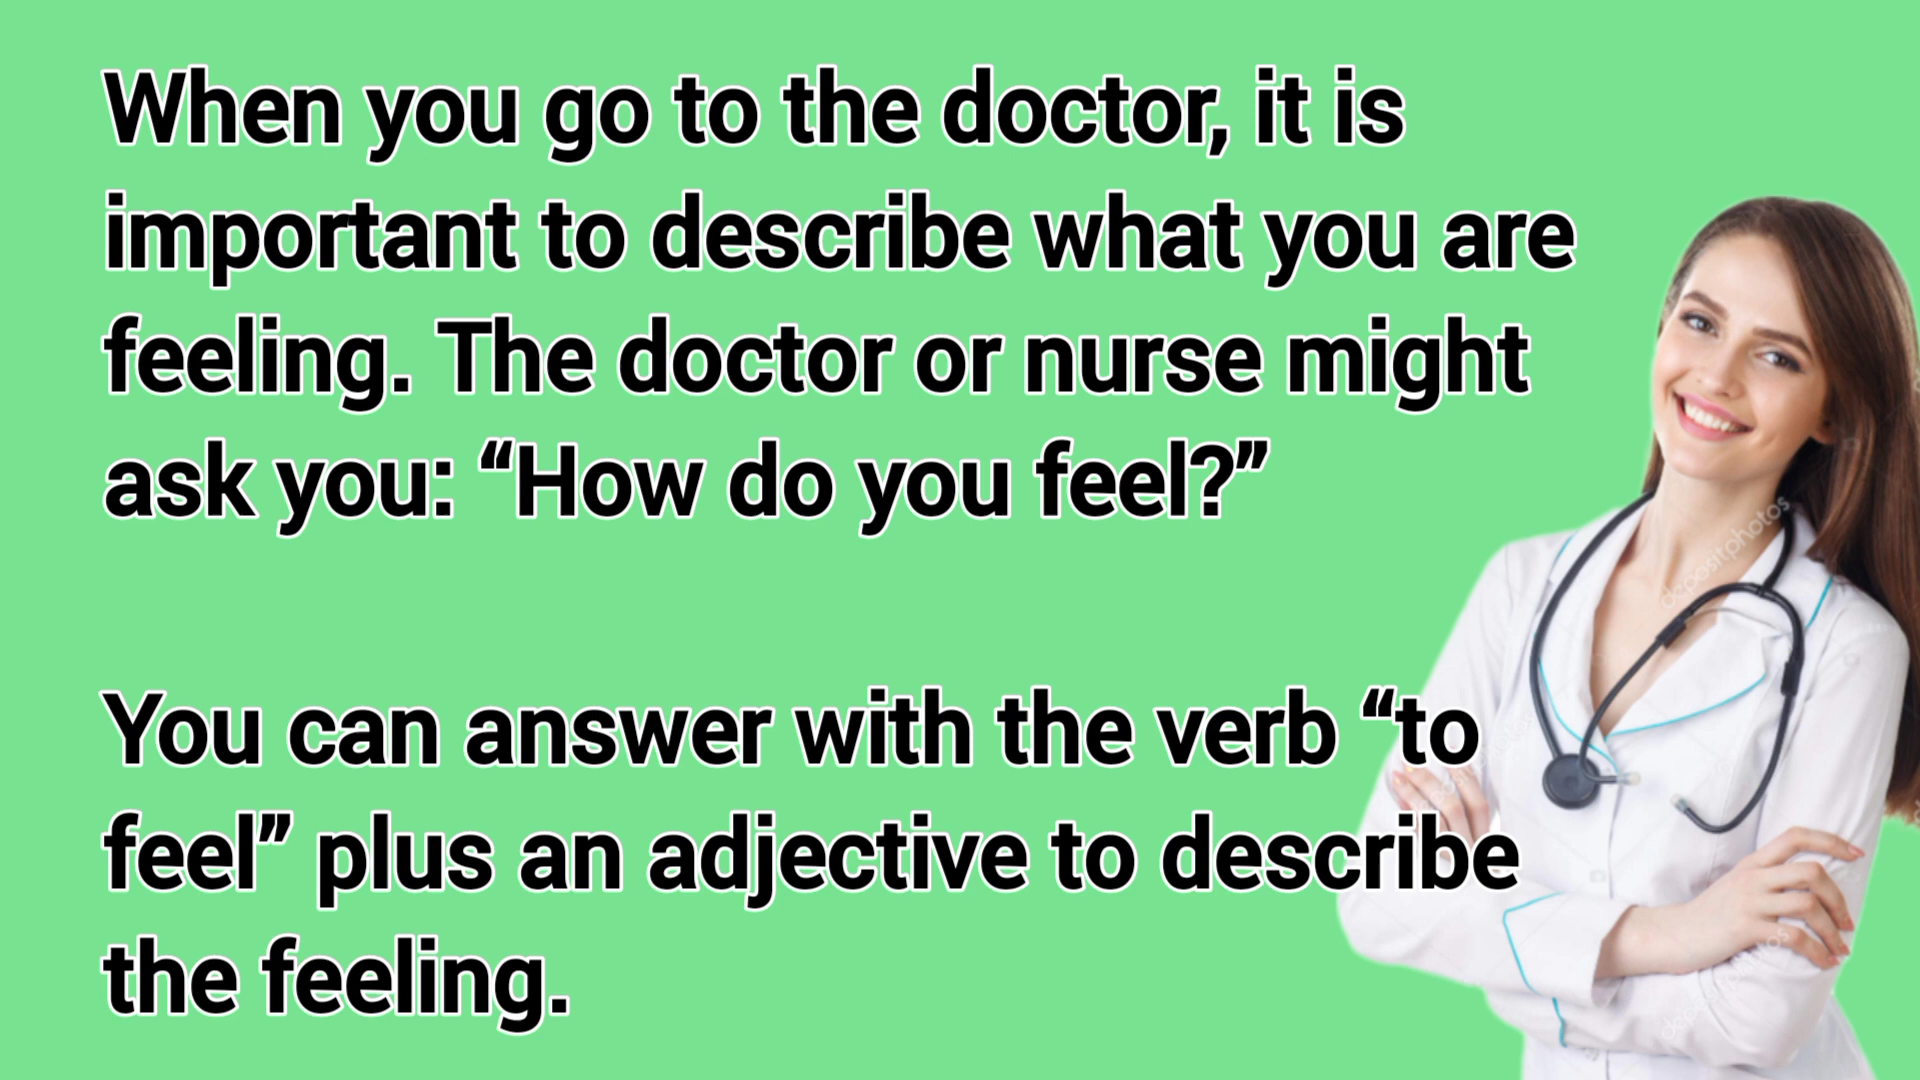 When you go to the doctor, it is
important to describe what you are
feeling. The doctor or nurse might
ask you: “How do you feel?”
You can answer with the verb “to
feel” plus an adjective to describe
the feeling.
depositphotos